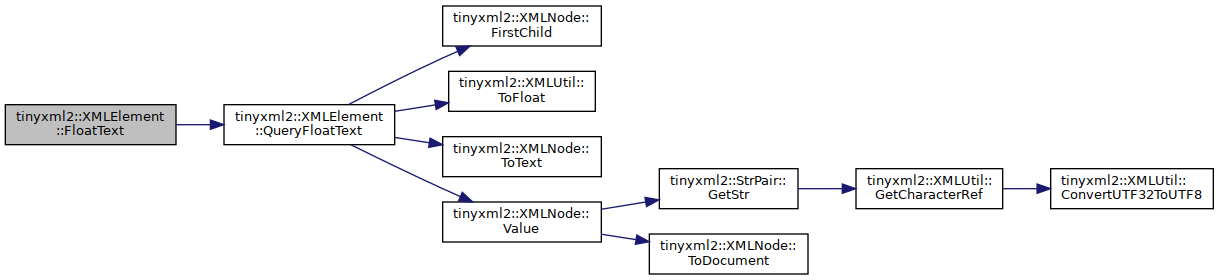 tinyxml2::XMLElement
::FloatText
tinyxml2::XMLElement
::QueryFloatText
tinyxml2::XMLNode::
FirstChild
tinyxml2::XMLUtil::
ToFloat
tinyxml2::XMLNode::
ToText
tinyxml2::XMLNode::
Value
tinyxml2::StrPair::
GetStr
tinyxml2::XMLUtil::
GetCharacterRef
tinyxml2::XMLUtil::
ConvertUTF32ToUTF8
tinyxml2::XMLNode::
ToDocument